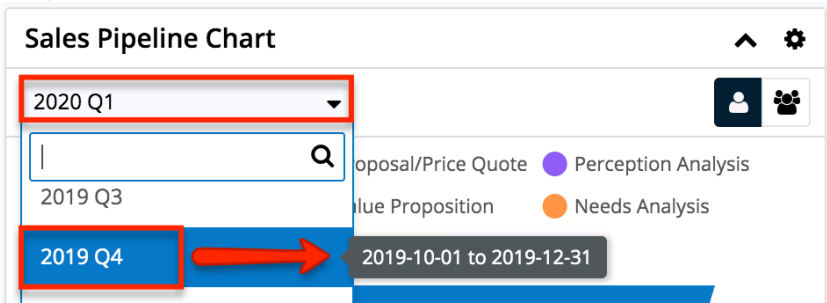 Sales Pipeline Chart
2020 Q1
oposal/Price Quote Perception Analysis
2019 Q3
lue Proposition Needs Analysis
2019 Q4
2019-10-01 to 2019-12-31